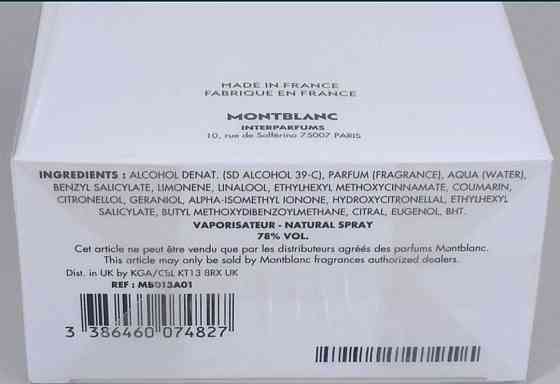 MADE IN FRANCE
FABRIQUE EN FRANCE
MONTBLANC
INTERPARFUMS
10, rue de Solférino 75007 PARIS
INGREDIENTS : ALCOHOL DENAT. (SD ALCOHOL 39-C), PARFUM (FRAGRANCE), AQUA (WATER),
BENZYL SALICYLATE, LIMONENE, LINALOOL, ETHYLHEXYL METHOXYCINNAMATE, COUMARIN,
CITRONELLOL, GERANIOL, ALPHA-ISOMETHYL IONONE, HYDROXYCITRONELLAL, ETHYLHEXYL
SALICYLATE, BUTYL METHOXYDIBENZOYLMETHANE, CITRAL, EUGENOL, BHT.
VAPORISATEUR - NATURAL SPRAY
78% VOL.
Cet article ne peut être vendu que par les distributeurs agréés des parfums Montblanc.
This article may only be sold by Montblanc fragrances authorized dealers.
Dist. in UK by KGA/CSL KT13 8RX UK
REF : MB013A01
3 386460 074827